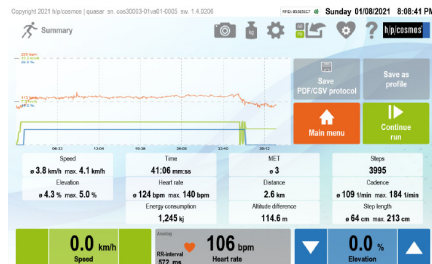 Copyright 2021 h/p/cosmos | quasar sn. cos30003-01va01-0005 sw. 1.4.0206
Sunday 01/08/2021 8:08:41 PM
Summary
h/p/cosmos
Save
PDF/CSV protocol
Save as
profile
Main menu
Continue
run
Speed
ø 3.8 km/h max. 4.1 km/h
Time
41:06 mm:ss
MET
ø 3
Steps
3995
Elevation
ø 4.3 % max. 5.0 %
Heart rate
ø 124 bpm max. 140 bpm
Distance
2.6 km
Cadence
ø 109 1/min max. 184 1/min
Energy consumption
1,245 kj
Altitude difference
114.6 m
Step length
ø 64 cm max. 213 cm
0.0 km/h
Speed
RR-interval
572 ms
106 bpm
Heart rate
0.0 %
Elevation